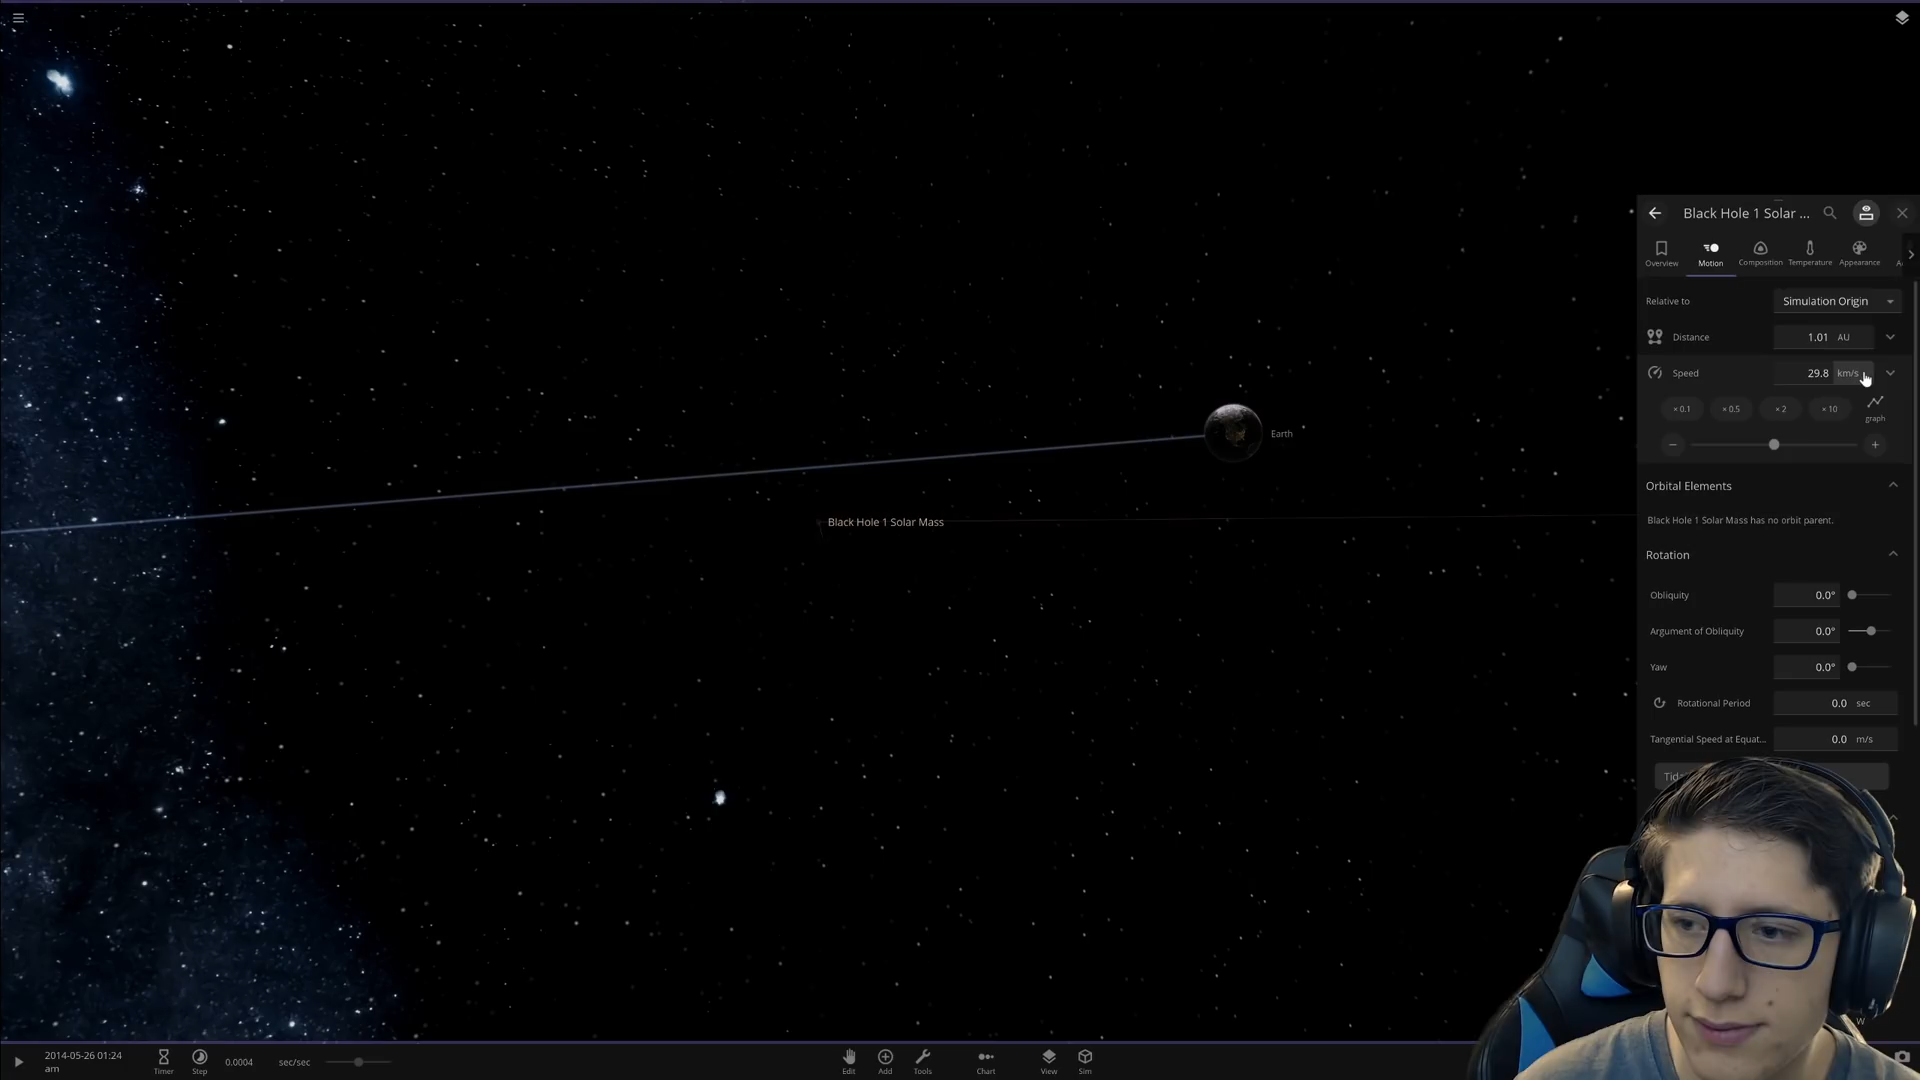 Black Hole 1 Solar ...
Overview
Motion
Composition
Temperature
Appearance
Relative to
Simulation Origin
Distance
1.01 AU
Speed
29.8 km/s
× 0.1
× 0.5
× 2
× 10
graph
Earth
Orbital Elements
Black Hole 1 Solar Mass
Black Hole 1 Solar Mass has no orbit parent.
Rotation
Obliquity
0.0°
Argument of Obliquity
0.0°
Yaw
0.0°
Rotational Period
0.0 sec
Tangential Speed at Equat...
0.0 m/s
W
2014-05-26 01:24
am
Timer
Step
0.0004
sec/sec
Edit
Add
Tools
Chart
View
Sim